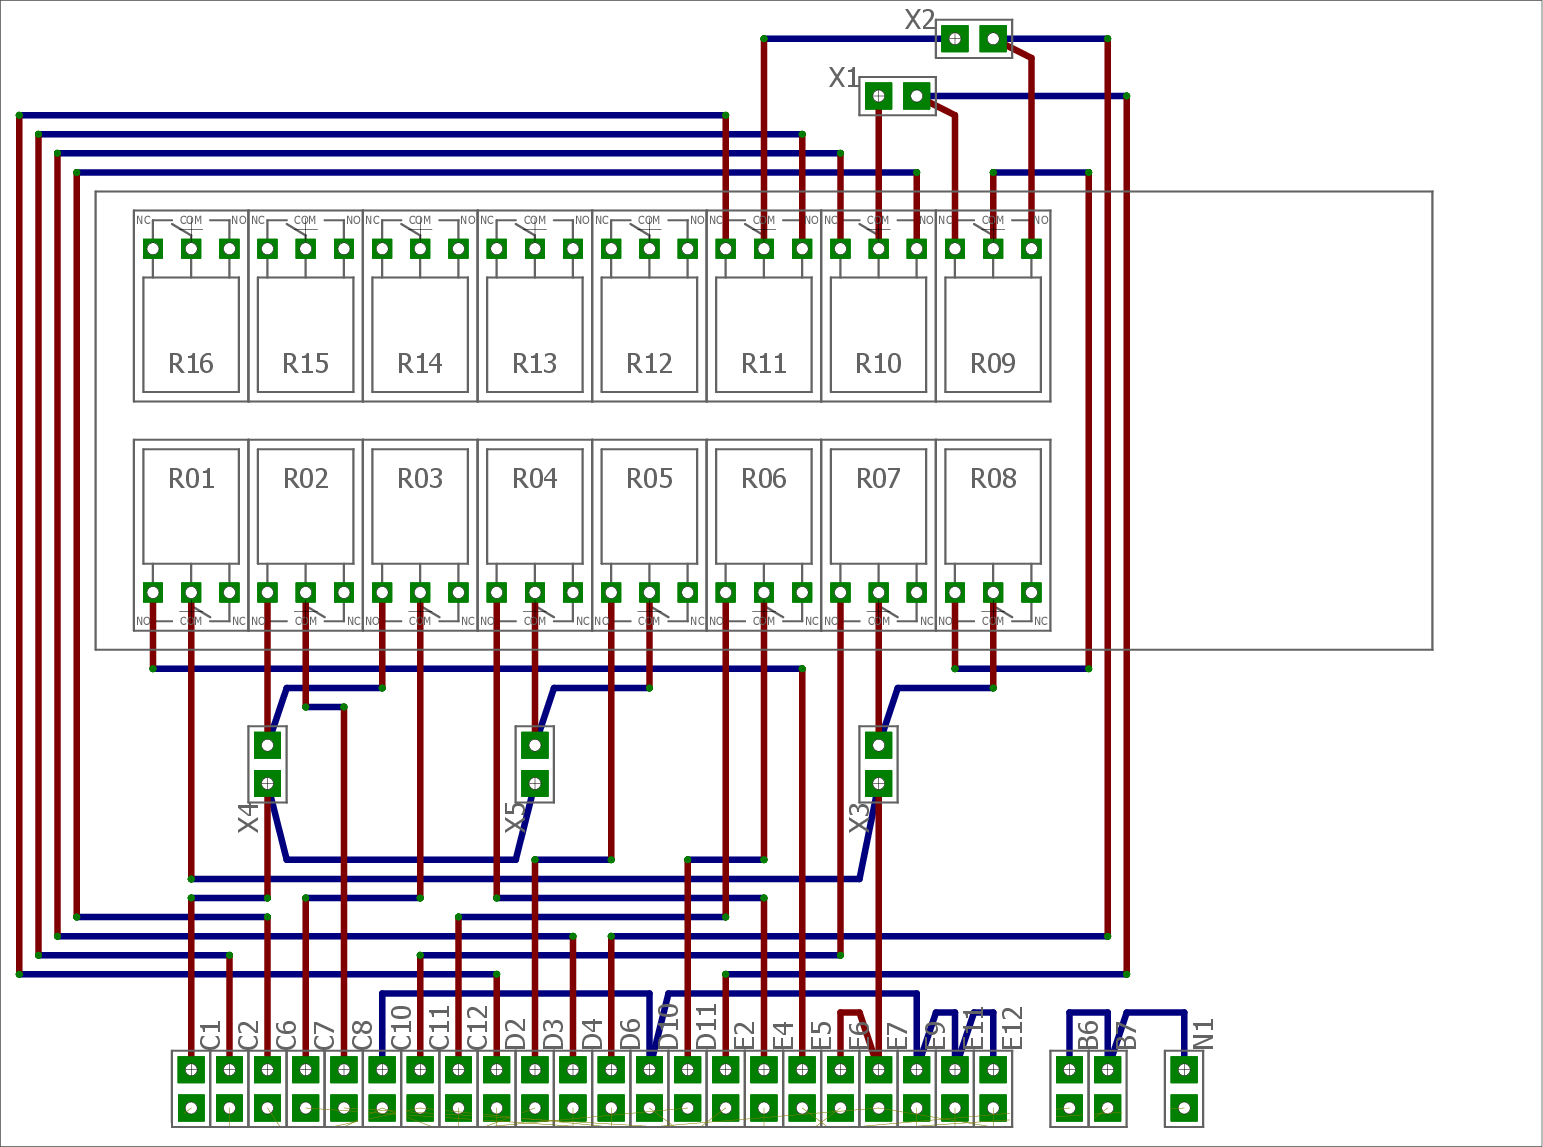 X2
X1
NC COM NO NC COM NO NC COM NO NC COM NO NC COM NO NC COM NO NC COM NO NC COM NO
R16 R15 R14 R13 R12 R11 R10 R09
R01 R02 R03 R04 R05 R06 R07 R08
NO COM NC NO COM NC NO COM NC NO COM NC NO COM NC NO COM NC NO COM NC NO COM NC
X4 X5 X3
C1 C2 C6 C7 C8 C10 C11 C12 D2 D3 D4 D6 D10 D11 E2 E4 E5 E6 E7 E9 E11 E12 B6 B7 N1